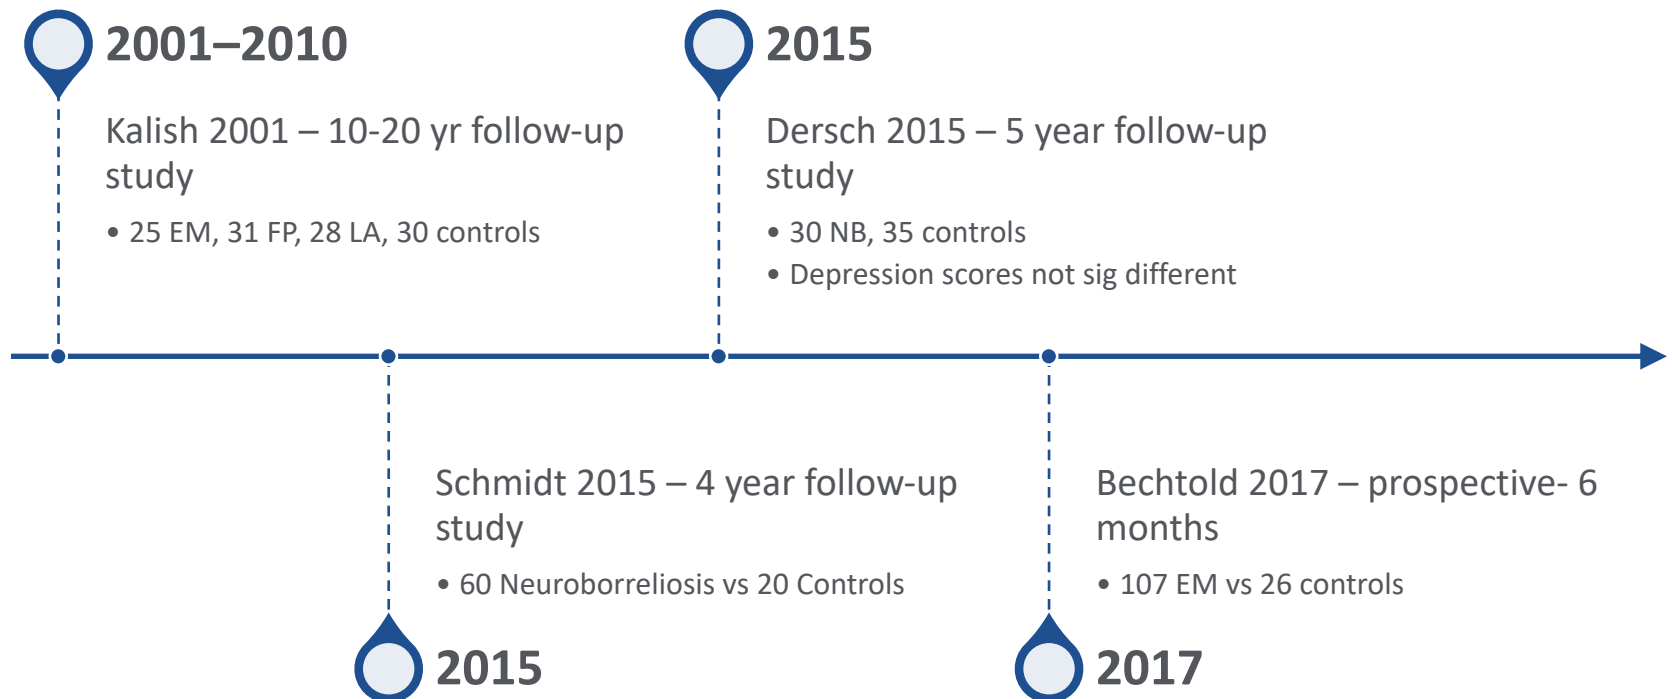 2001–2010
Kalish 2001 – 10-20 yr follow-up
study
• 25 EM, 31 FP, 28 LA, 30 controls
2015
Dersch 2015 – 5 year follow-up
study
• 30 NB, 35 controls
• Depression scores not sig different
Schmidt 2015 – 4 year follow-up
study
• 60 Neuroborreliosis vs 20 Controls
2015
Bechtold 2017 – prospective- 6
months
• 107 EM vs 26 controls
2017